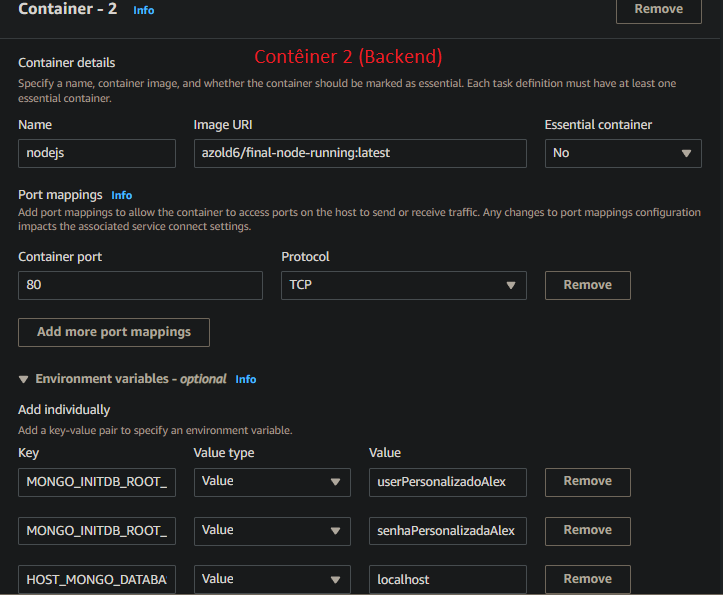 Container - 2 Info Remove
Contêiner 2 (Backend)
Container details
Specify a name, container image, and whether the container should be marked as essential. Each task definition must have at least one
essential container.
Name Image URI Essential container
nodejs azold6/final-node-running:latest No
Port mappings Info
Add port mappings to allow the container to access ports on the host to send or receive traffic. Any changes to port mappings configuration
impacts the associated service connect settings.
Container port Protocol
80 TCP Remove
Add more port mappings
Environment variables - optional Info
Add individually
Add a key-value pair to specify an environment variable.
Key Value type Value
MONGO_INITDB_ROOT_ Value userPersonalizadoAlex Remove
MONGO_INITDB_ROOT_ Value senhaPersonalizadaAlex Remove
HOST_MONGO_DATABA Value localhost Remove